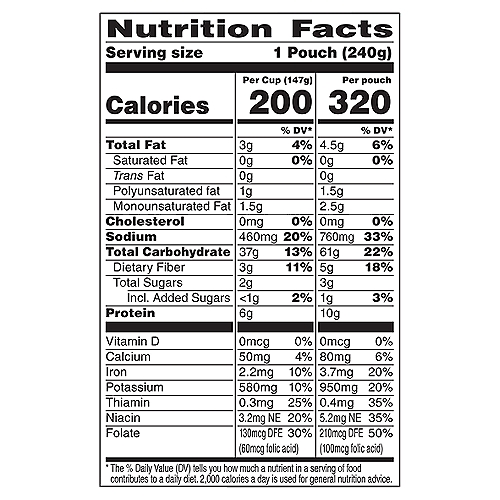 Nutrition Facts
Serving size 1 Pouch (240g)
Per Cup (147g) Per pouch
Calories 200 320
% DV* % DV*
Total Fat 3g 4% 4.5g 6%
Saturated Fat 0g 0% 0g 0%
Trans Fat 0g 0g
Polyunsaturated fat 1g 1.5g
Monounsaturated Fat 1.5g 2.5g
Cholesterol 0mg 0% 0mg 0%
Sodium 460mg 20% 760mg 33%
Total Carbohydrate 37g 13% 61g 22%
Dietary Fiber 3g 11% 5g 18%
Total Sugars 2g 3g
Incl. Added Sugars <1g 2% 1g 3%
Protein 6g 10g
Vitamin D 0mcg 0% 0mcg 0%
Calcium 50mg 4% 80mg 6%
Iron 2.2mg 10% 3.7mg 20%
Potassium 580mg 10% 950mg 20%
Thiamin 0.3mg 25% 0.4mg 35%
Niacin 3.2mg NE 20% 5.2mg NE 35%
Folate 130mcg DFE 30% 210mcg DFE 50%
(60mcg folic acid) (100mcg folic acid)
* The % Daily Value (DV) tells you how much a nutrient in a serving of food
contributes to a daily diet. 2,000 calories a day is used for general nutrition advice.